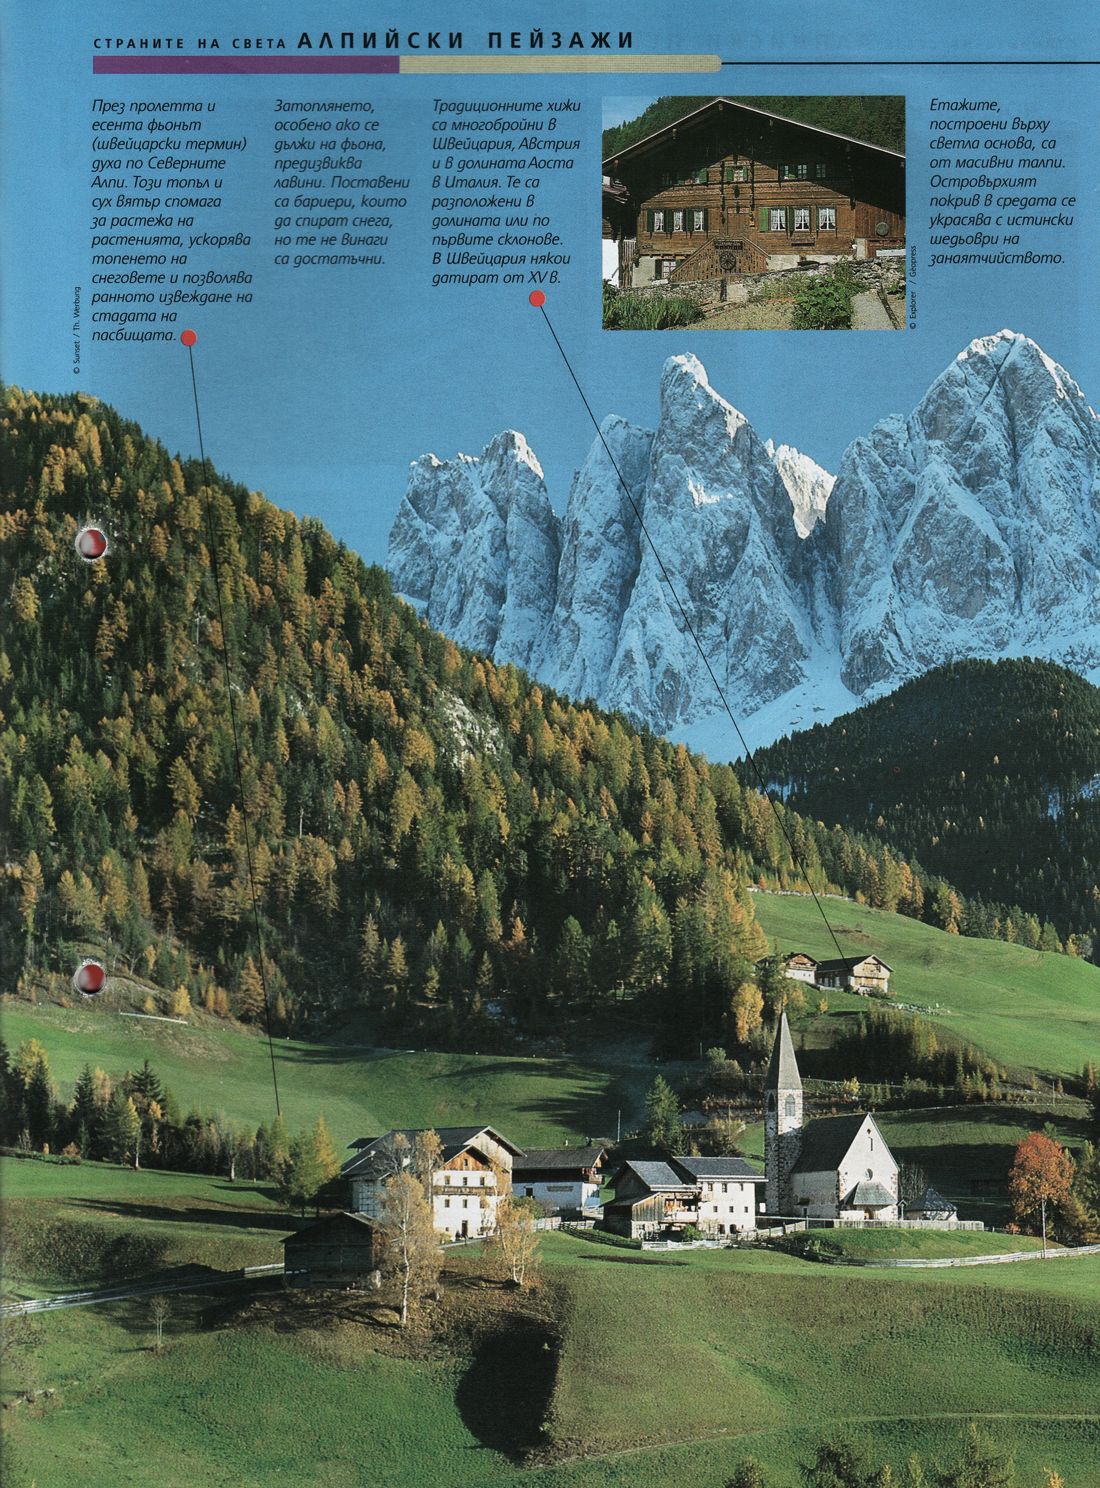 СТРАНИТЕ НА СВЕТА АЛПИЙСКИ ПЕЙЗАЖИ
През пролетта и
есента фьонът
(швейцарски термин)
духа по Северните
Алпи. Този топъл и
сух вятър спомага
за растежа на
растенията, ускорява
топенето на
снеговете и позволява
ранното извеждане на
стадата на
пасбищата.
Затоплянето,
особено ако се
дължи на фьона,
предизвиква
лавини. Поставени
са бариери, които
да спират снега,
но те не винаги
са достатъчни.
Традиционните хижи
са многобройни в
Швейцария, Австрия
и в долината Аоста
в Италия. Те са
разположени в
долината или по
първите склонове.
В Швейцария някои
датират от XV в.
Етажите,
построени върху
светла основа, са
от масивни талпи.
Островърхият
покрив в средата се
украсява с истински
шедьоври на
занаятчийството.
© Sunset / Th. Werbung
© Explorer / Géopress